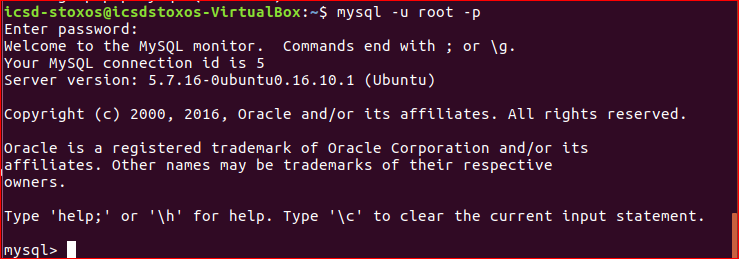 icsd-stoxos@icsdstoxos-VirtualBox:~$ mysql -u root -p
Enter password:
Welcome to the MySQL monitor.  Commands end with ; or \g.
Your MySQL connection id is 5
Server version: 5.7.16-0ubuntu0.16.10.1 (Ubuntu)
Copyright (c) 2000, 2016, Oracle and/or its affiliates. All rights reserved.
Oracle is a registered trademark of Oracle Corporation and/or its
affiliates. Other names may be trademarks of their respective
owners.
Type 'help;' or '\h' for help. Type '\c' to clear the current input statement.
mysql>